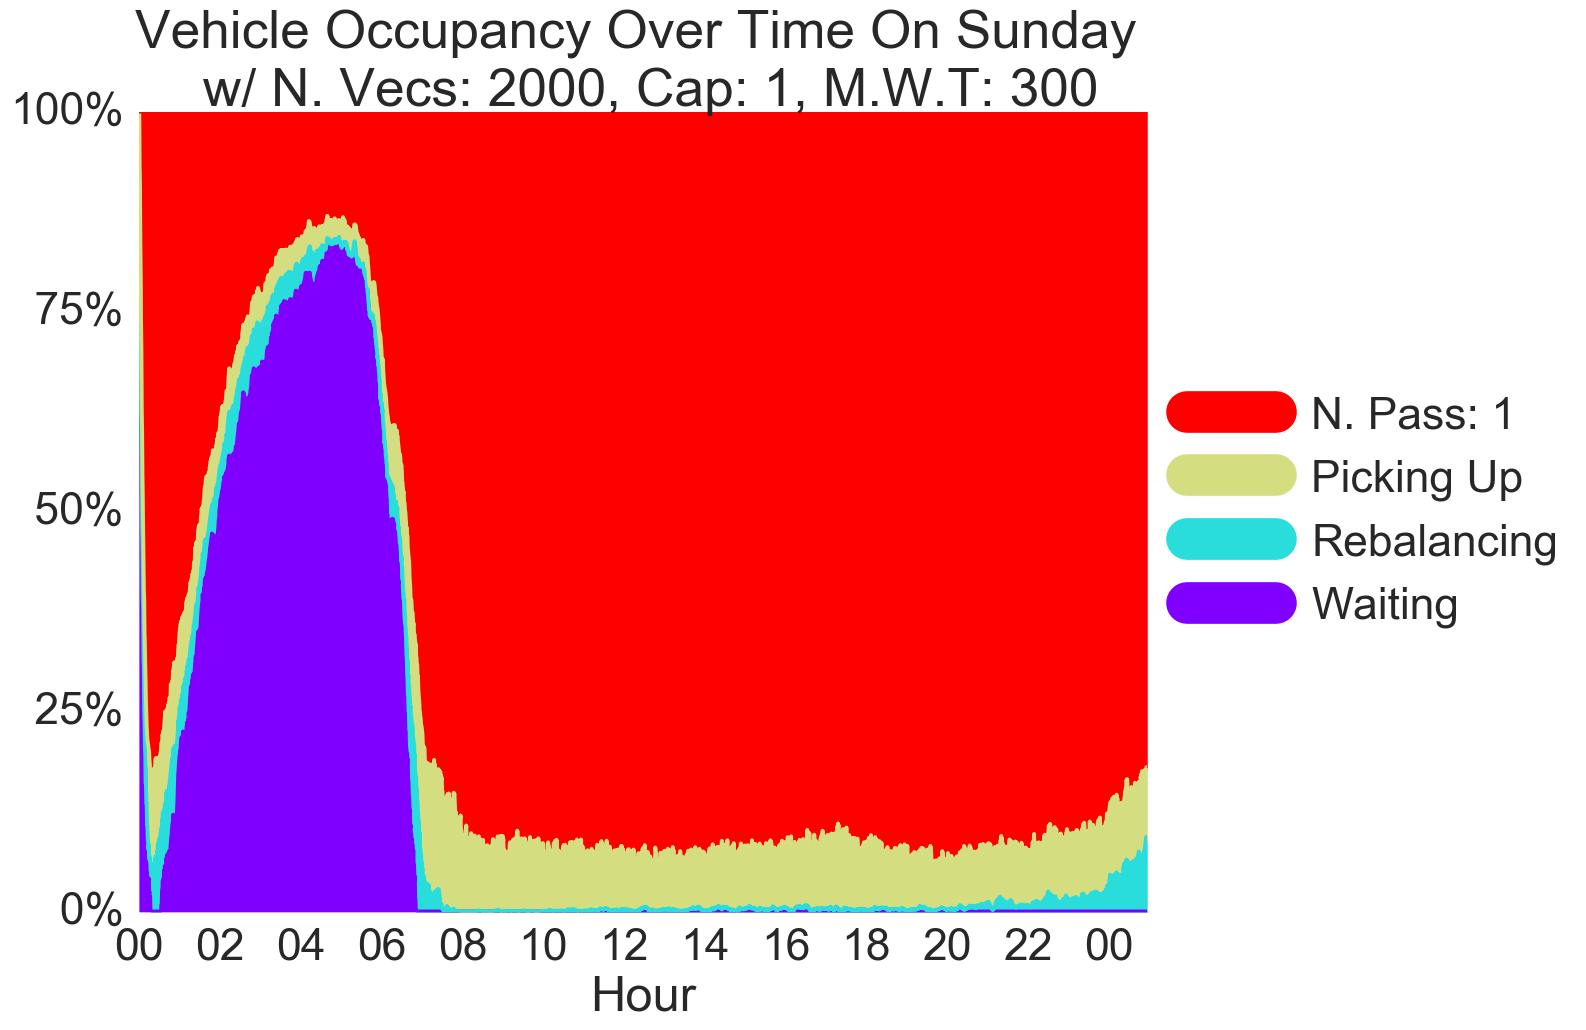 Vehicle Occupancy Over Time On Sunday
w/ N. Vecs: 2000, Cap: 1, M.W.T: 300
100%
75%
50%
25%
0%
00 02 04 06 08 10 12 14 16 18 20 22 00
Hour
N. Pass: 1
Picking Up
Rebalancing
Waiting